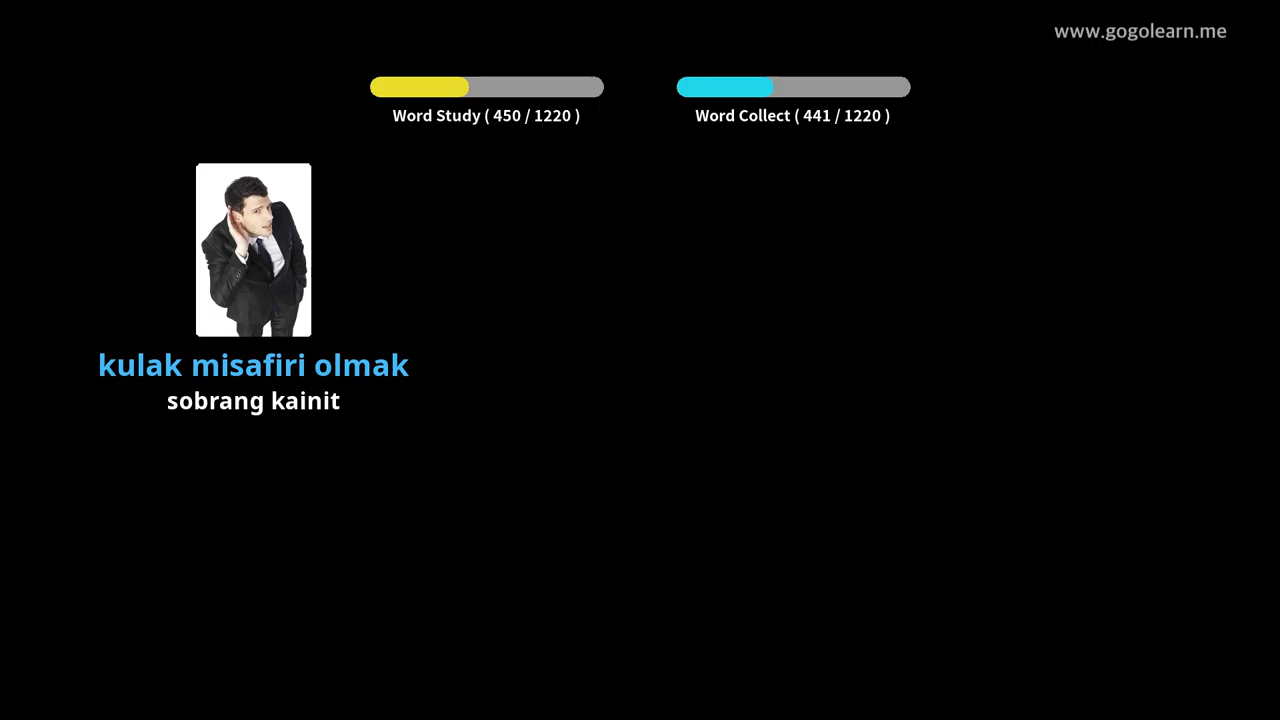 www.gogolearn.me
Word Study ( 450 / 1220 )
Word Collect ( 441 / 1220 )
kulak misafiri olmak
sobrang kainit